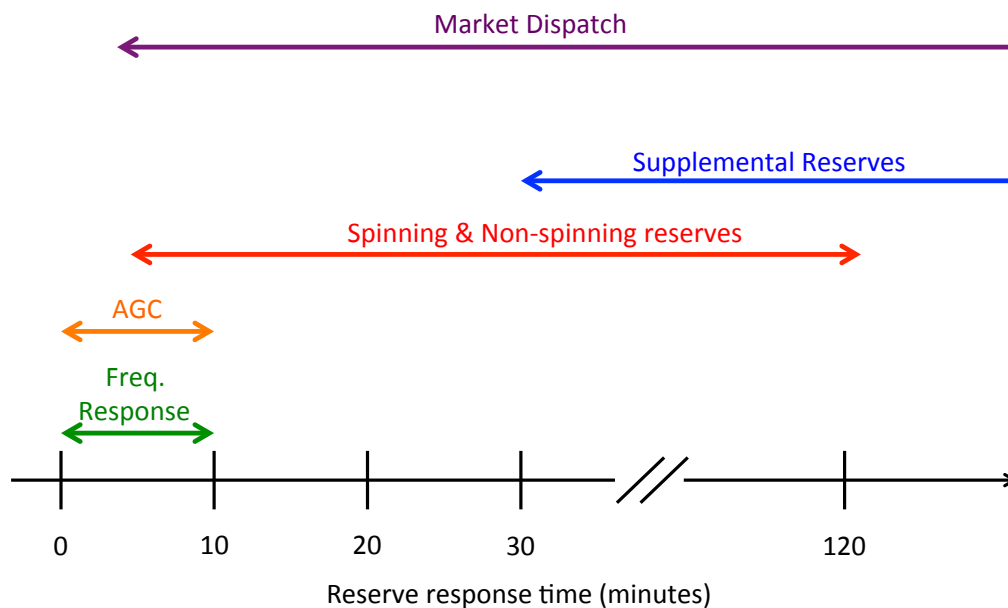 Market Dispatch
Supplemental Reserves
Spinning & Non-spinning reserves
AGC
Freq.
Response
0 10 20 30 120
Reserve response time (minutes)